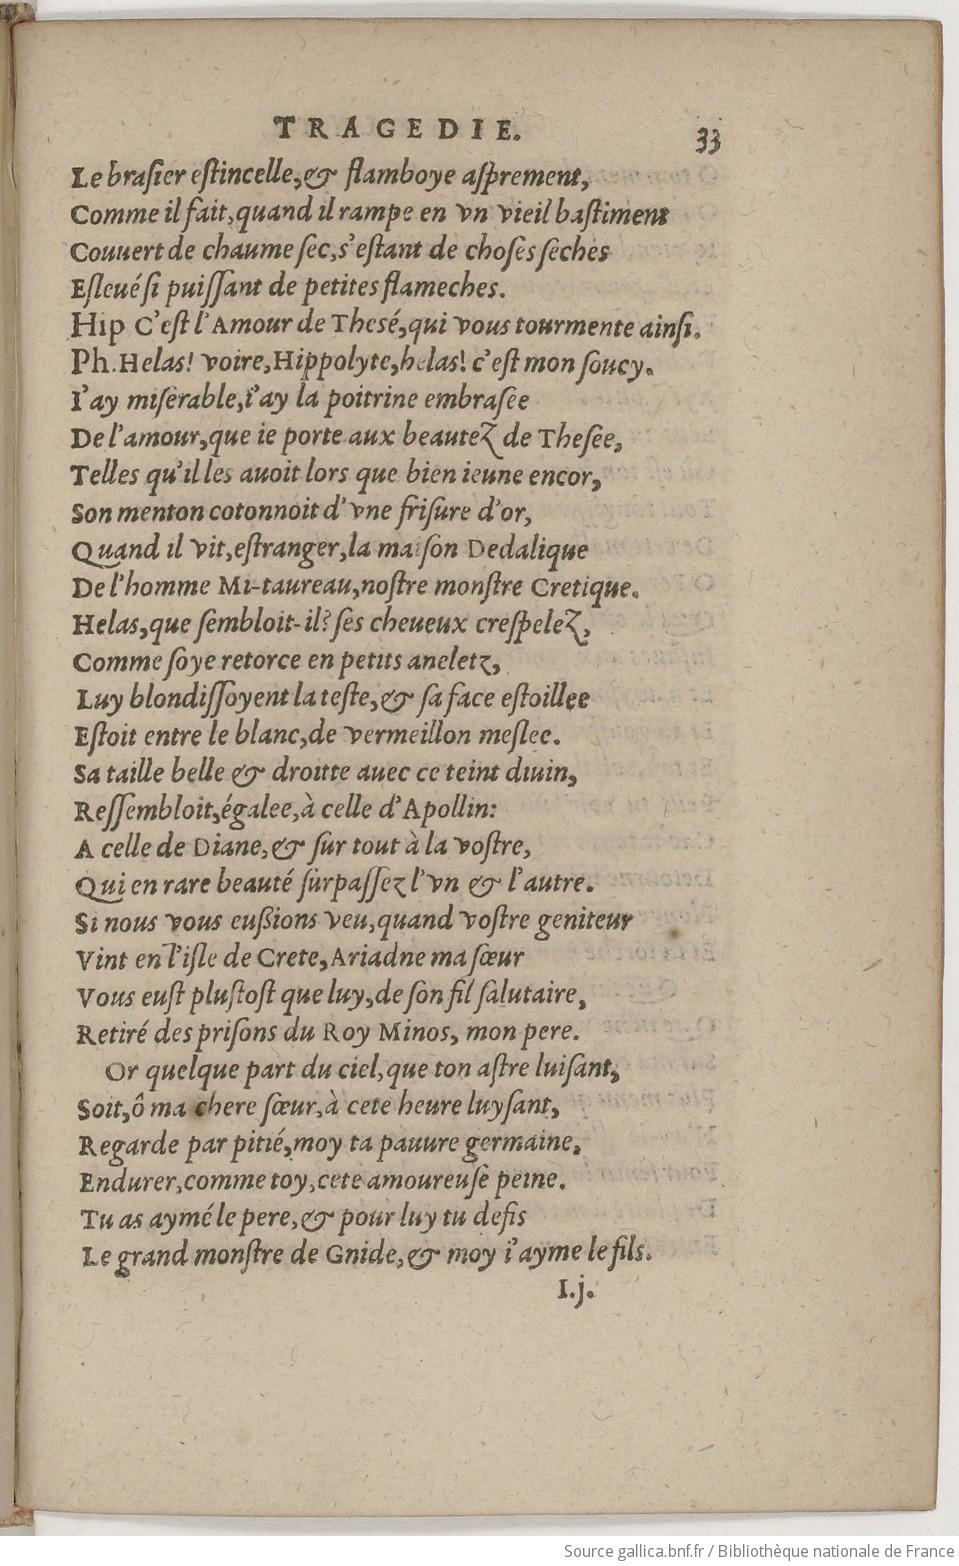 TRAGEDIE. 33
Le braſier eſtincelle, & flamboye aſprement,
Comme il fait, quand il rampe en vn vieil baſtiment
Couuert de chaume ſec, s'eſtant de choſes ſeches
Eſleué ſi puiſſant de petites flameches.
Hip C'eſt l'Amour de Thesé, qui vous tourmente ainſi.
Ph. Helas! voire, Hippolyte, helas! c'eſt mon ſoucy.
I'ay miſerable, i'ay la poitrine embraſee
De l'amour, que ie porte aux beautez de Theſee,
Telles qu'il les auoit lors que bien ieune encor,
Son menton cotonnoit d'vne friſure d'or,
Quand il vit, eſtranger, la maiſon Dedalique
De l'homme Mi-taureau, noſtre monſtre Cretique.
Helas, que ſembloit-il? ſes cheueux creſpelez,
Comme ſoye retorce en petits aneletz,
Luy blondiſſoyent la teſte, & ſa face eſtoillee
Eſtoit entre le blanc, de vermeillon meſlee.
Sa taille belle & droitte auec ce teint diuin,
Reſſembloit, égalee, à celle d'Apollin:
A celle de Diane, & ſur tout à la voſtre,
Qui en rare beauté ſurpaſſez l'vn & l'autre.
Si nous vous eußions veu, quand voſtre geniteur
Vint en l'iſle de Crete, Ariadne ma ſœur
Vous euſt pluſtoſt que luy, de ſon fil ſalutaire,
Retiré des priſons du Roy Minos, mon pere.
Or quelque part du ciel, que ton aſtre luiſant,
Soit, ô ma chere ſœur, à cete heure luyſant,
Regarde par pitié, moy ta pauure germaine,
Endurer, comme toy, cete amoureuſe peine.
Tu as aymé le pere, & pour luy tu defis
Le grand monſtre de Gnide, & moy i'ayme le fils.
I.j.
Source gallica.bnf.fr / Bibliothèque nationale de France